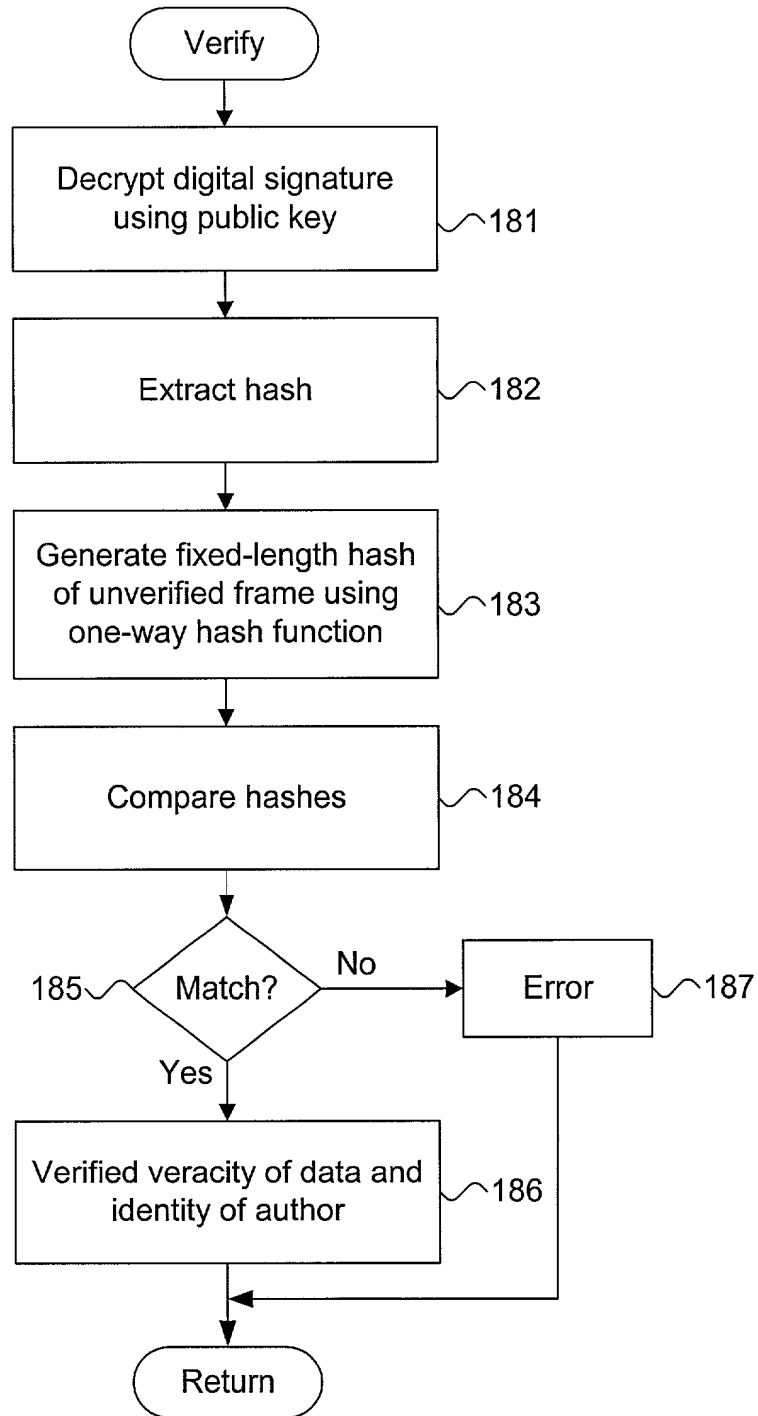 Verify
Decrypt digital signature
using public key
181
Extract hash
182
Generate fixed-length hash
of unverified frame using
one-way hash function
183
Compare hashes
184
185
Match?
No
Error
187
Yes
Verified veracity of data and
identity of author
186
Return